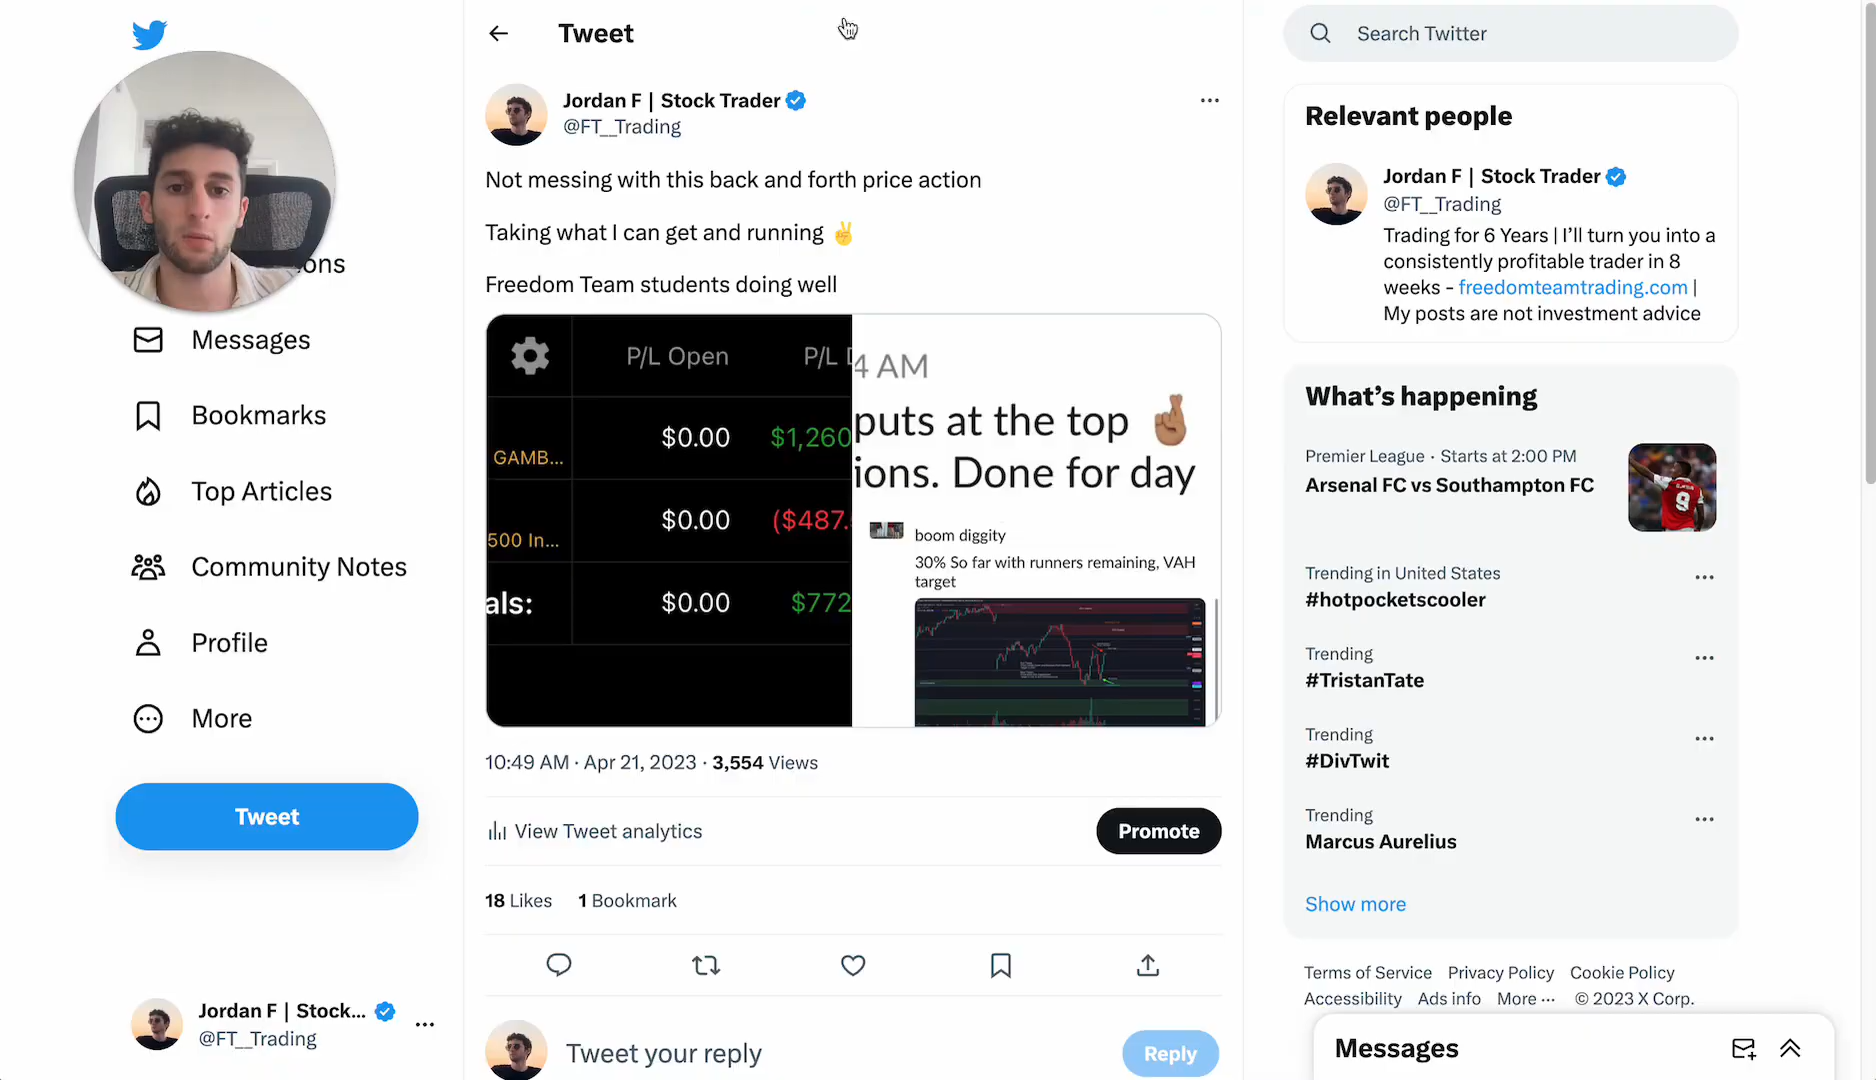 ons
Messages
Bookmarks
Top Articles
Community Notes
Profile
More
Tweet
Jordan F | Stock...
@FT__Trading
Tweet
Jordan F | Stock Trader
@FT__Trading
Not messing with this back and forth price action
Taking what I can get and running ✌️
Freedom Team students doing well
P/L Open P/L D
GAMB... $0.00 $1,260
500 In... $0.00 ($487.
als: $0.00 $772
4 AM
puts at the top 🤞🏽
ions. Done for day
boom diggity
30% So far with runners remaining, VAH
target
10:49 AM · Apr 21, 2023 · 3,554 Views
View Tweet analytics
Promote
18 Likes 1 Bookmark
Tweet your reply
Reply
Search Twitter
Relevant people
Jordan F | Stock Trader
@FT__Trading
Trading for 6 Years | I’ll turn you into a
consistently profitable trader in 8
weeks - freedomteamtrading.com |
My posts are not investment advice
What’s happening
Premier League · Starts at 2:00 PM
Arsenal FC vs Southampton FC
Trending in United States
#hotpocketscooler
Trending
#TristanTate
Trending
#DivTwit
Trending
Marcus Aurelius
Show more
Terms of Service Privacy Policy Cookie Policy
Accessibility Ads info More ··· © 2023 X Corp.
Messages